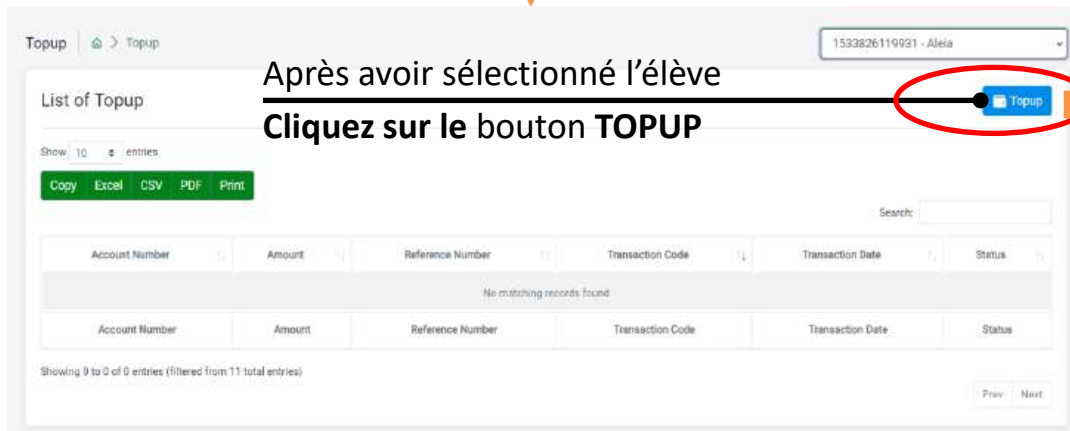 Topup > Topup 1533826119931 - Aleia
Après avoir sélectionné l'élève
List of Topup Topup
Cliquez sur le bouton TOPUP
Show 10 entries
Copy Excel CSV PDF Print
Search:
Account Number Amount Reference Number Transaction Code Transaction Date Status
No matching records found
Account Number Amount Reference Number Transaction Code Transaction Date Status
Showing 0 to 0 of 0 entries (filtered from 11 total entries)
Prev Next